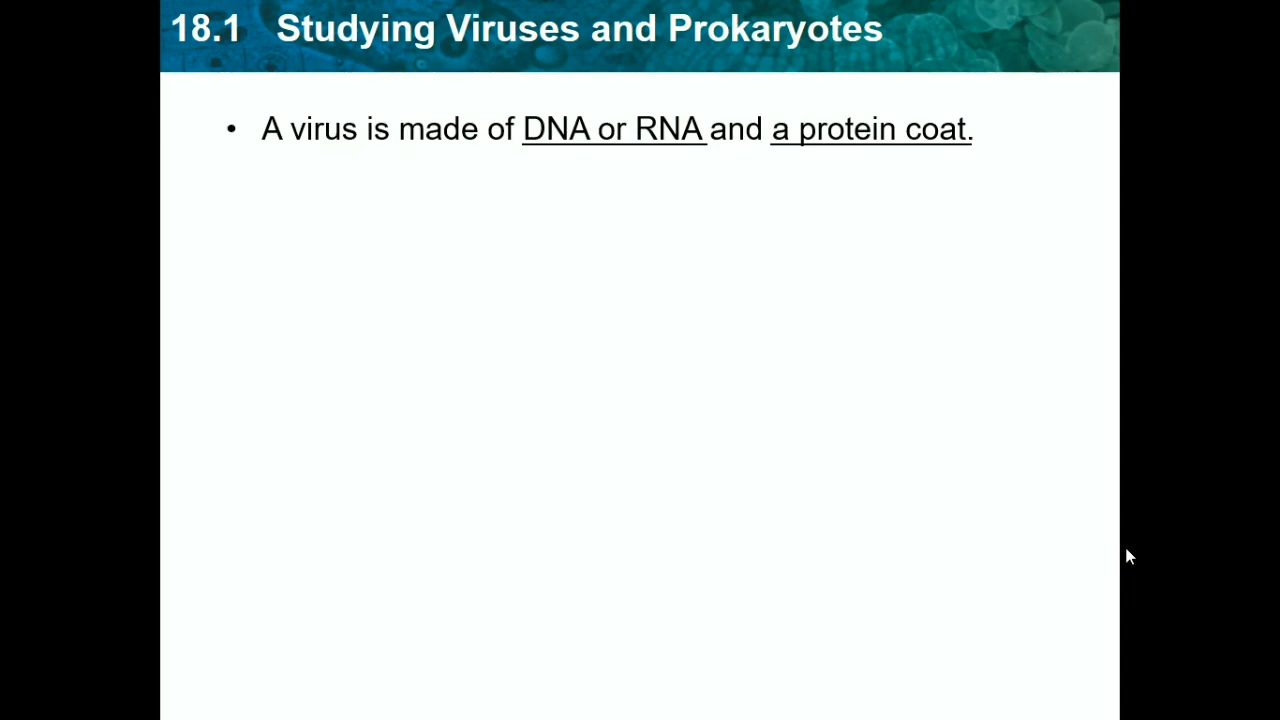 18.1 Studying Viruses and Prokaryotes
• A virus is made of DNA or RNA and a protein coat.